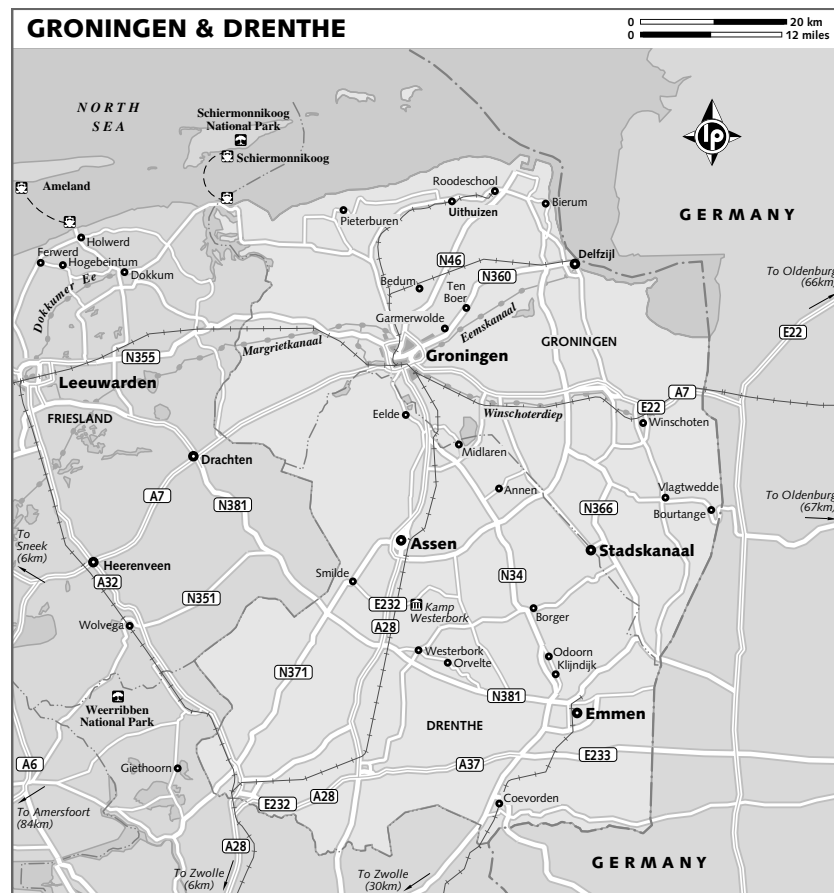 GRONINGEN & DRENTHE
0 20 km
0 12 miles
NORTH
SEA
Schiermonnikoog
National Park
Schiermonnikoog
lp
Ameland
Roodeschool
Uithuizen
Bierum
Pieterburen
GERMANY
Holwerd
Ferwerd
Hogebeintum
Dokkum
Dokkumer Ee
N46
Delfzijl
N360
Bedum
Ten
Boer
To Oldenburg
(66km)
Garmerwolde
Eemskanaal
E22
Margrietkanaal
GRONINGEN
N355
Groningen
Leeuwarden
A7
E22
FRIESLAND
Eelde
Winschoterdiep
Winschoten
Drachten
Midlaren
A7
N381
Annen
Vlagtwedde
N366
Bourtange
To Oldenburg
(67km)
To
Sneek
(6km)
Assen
Stadskanaal
Heerenveen
A32
Smilde
N34
N351
E232
Kamp
Westerbork
Borger
Wolvega
A28
Westerbork
Orvelte
Odoorn
Klijndijk
N371
N381
Weerribben
National Park
Emmen
DRENTHE
A6
Giethoorn
A37
E233
E232
A28
Coevorden
To Amersfoort
(84km)
A28
To Zwolle
(6km)
To Zwolle
(30km)
GERMANY